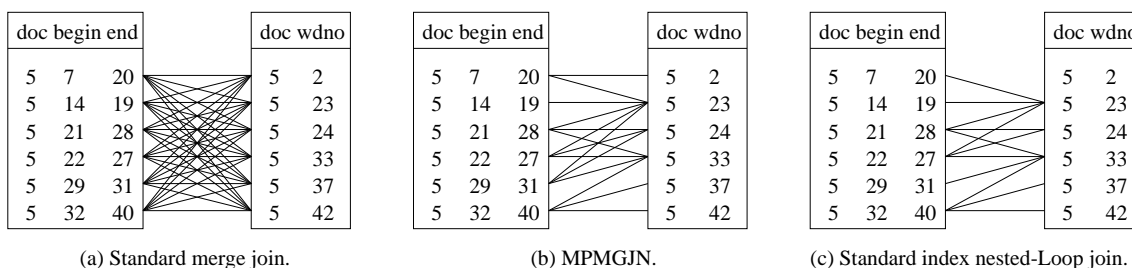 doc begin end doc wdno doc begin end doc wdno doc begin end doc wdno
5 7 20 5 2 5 7 20 5 2 5 7 20 5 2
5 14 19 5 23 5 14 19 5 23 5 14 19 5 23
5 21 28 5 24 5 21 28 5 24 5 21 28 5 24
5 22 27 5 33 5 22 27 5 33 5 22 27 5 33
5 29 31 5 37 5 29 31 5 37 5 29 31 5 37
5 32 40 5 42 5 32 40 5 42 5 32 40 5 42
(a) Standard merge join. (b) MPMGJN. (c) Standard index nested-Loop join.